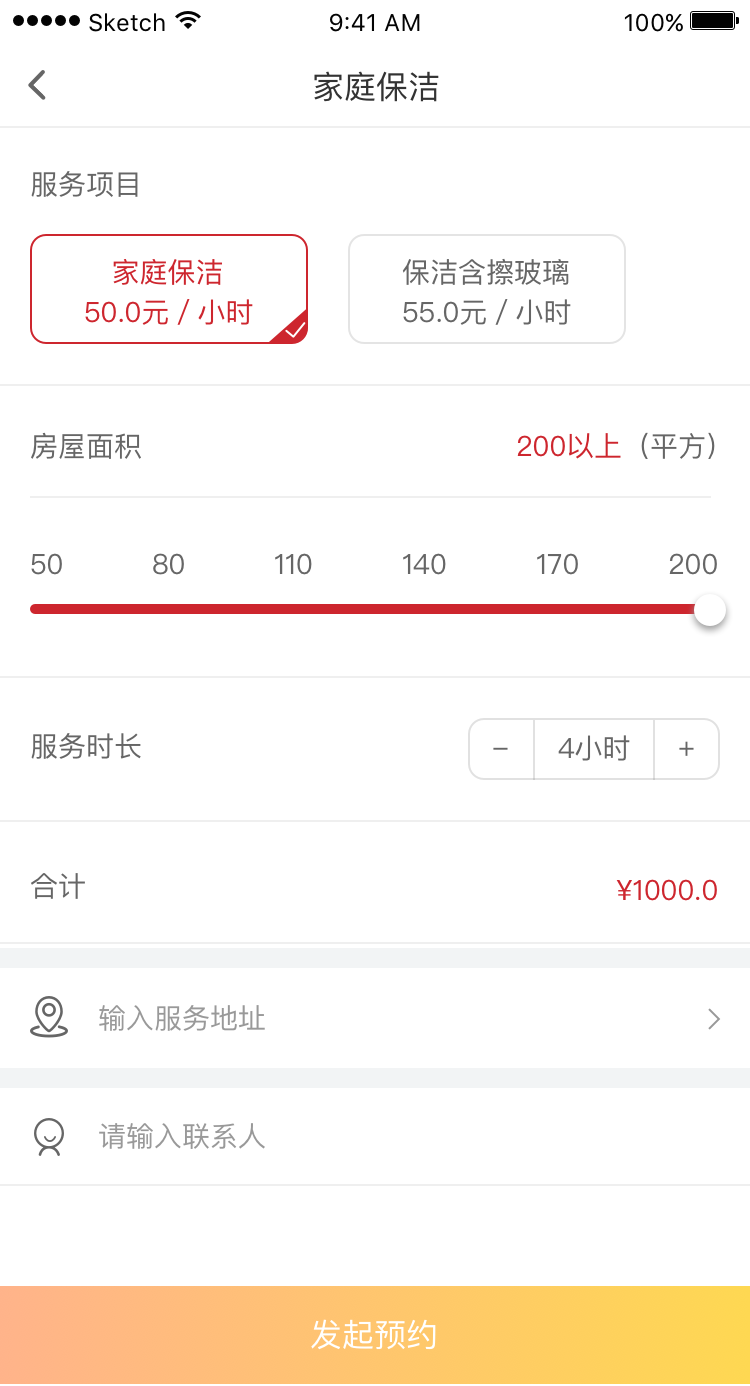 Sketch 9:41 AM 100%
家庭保洁
服务项目
家庭保洁
50.0元 / 小时
保洁含擦玻璃
55.0元 / 小时
房屋面积 200以上（平方）
50 80 110 140 170 200
服务时长 − 4小时 +
合计 ¥1000.0
输入服务地址
请输入联系人
发起预约